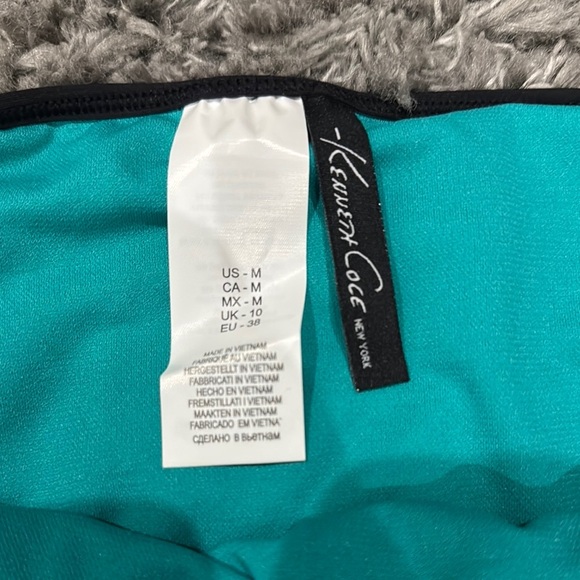 US - M
CA - M
MX - M
UK - 10
EU - 38
MADE IN VIETNAM
FABRIQUÉ AU VIETNAM
HERGESTELLT IN VIETNAM
FABBRICATI IN VIETNAM
HECHO EN VIETNAM
FREMSTILLATI I VIETNAM
MAAKTEN IN VIETNAM
FABRICADO EM VIETNA
СДЕЛАНО В Вьетнам
-KENNETH COLE
NEW YORK